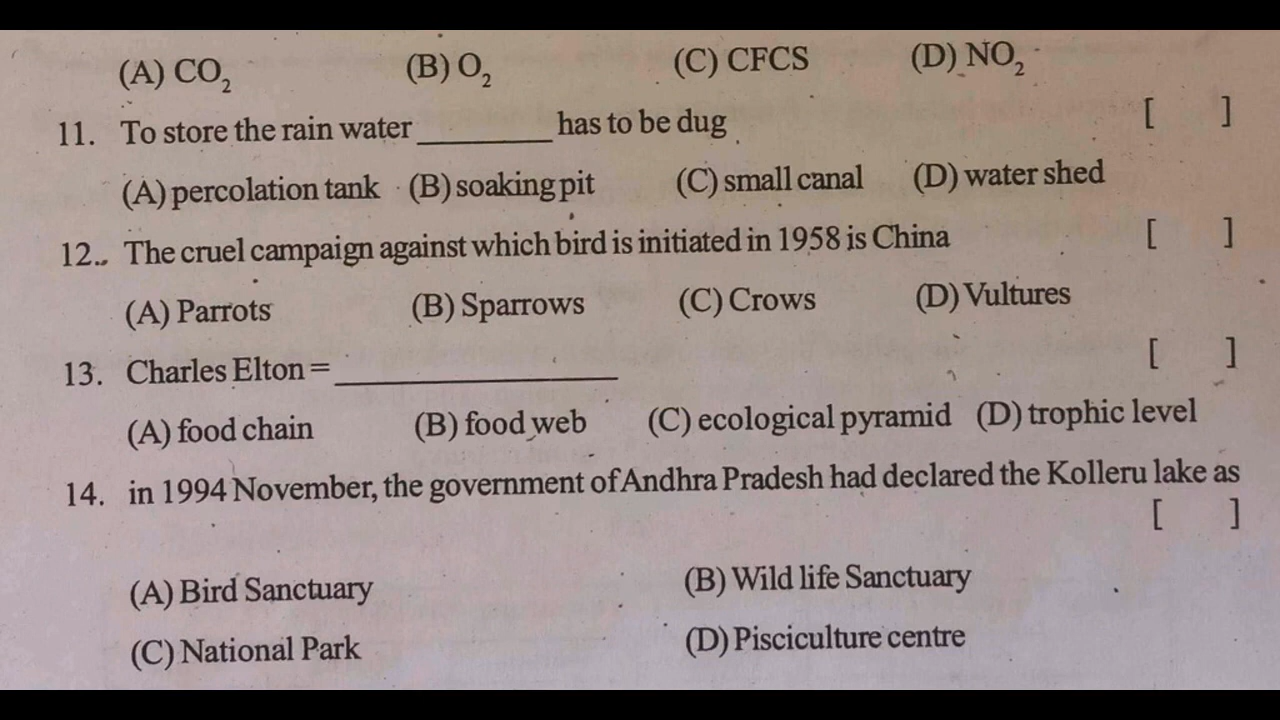 (A) CO₂ (B) O₂ (C) CFCS (D) NO₂
11. To store the rain water __________ has to be dug [ ]
(A) percolation tank (B) soaking pit (C) small canal (D) water shed
12.. The cruel campaign against which bird is initiated in 1958 is China [ ]
(A) Parrots (B) Sparrows (C) Crows (D) Vultures
13. Charles Elton = ____________________ [ ]
(A) food chain (B) food web (C) ecological pyramid (D) trophic level
14. in 1994 November, the government of Andhra Pradesh had declared the Kolleru lake as
[ ]
(A) Bird Sanctuary (B) Wild life Sanctuary
(C) National Park (D) Pisciculture centre